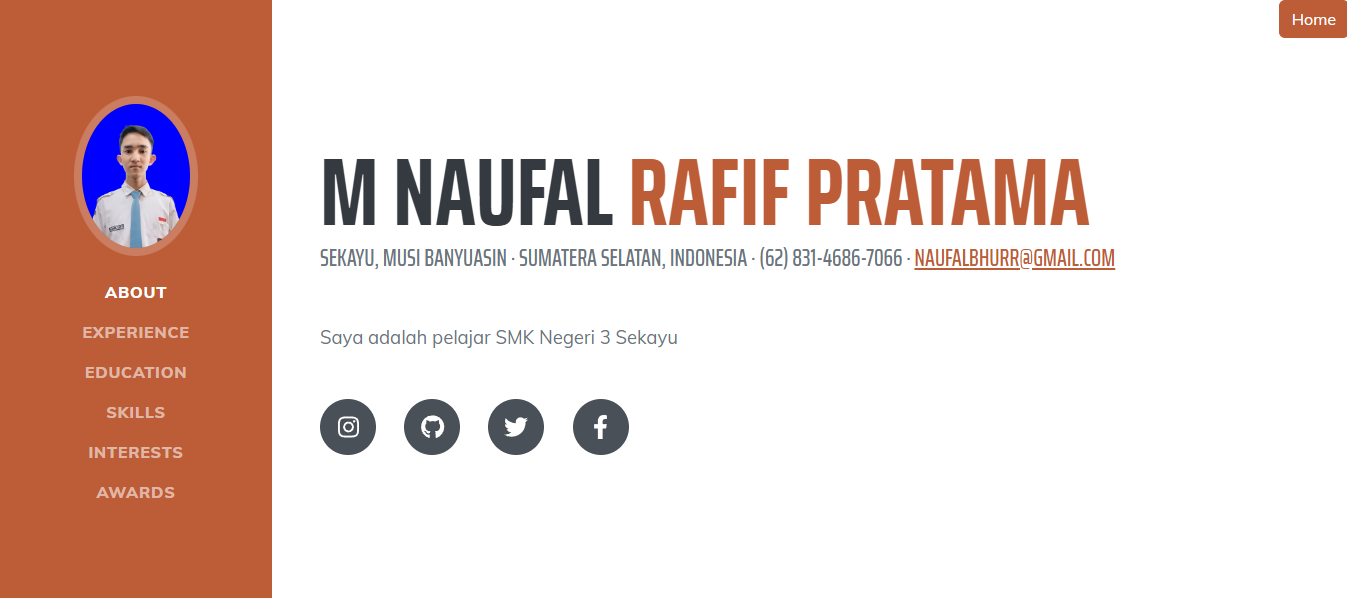 Home
ABOUT
EXPERIENCE
EDUCATION
SKILLS
INTERESTS
AWARDS
M NAUFAL RAFIF PRATAMA
SEKAYU, MUSI BANYUASIN · SUMATERA SELATAN, INDONESIA · (62) 831-4686-7066 · NAUFALBHURR@GMAIL.COM
Saya adalah pelajar SMK Negeri 3 Sekayu